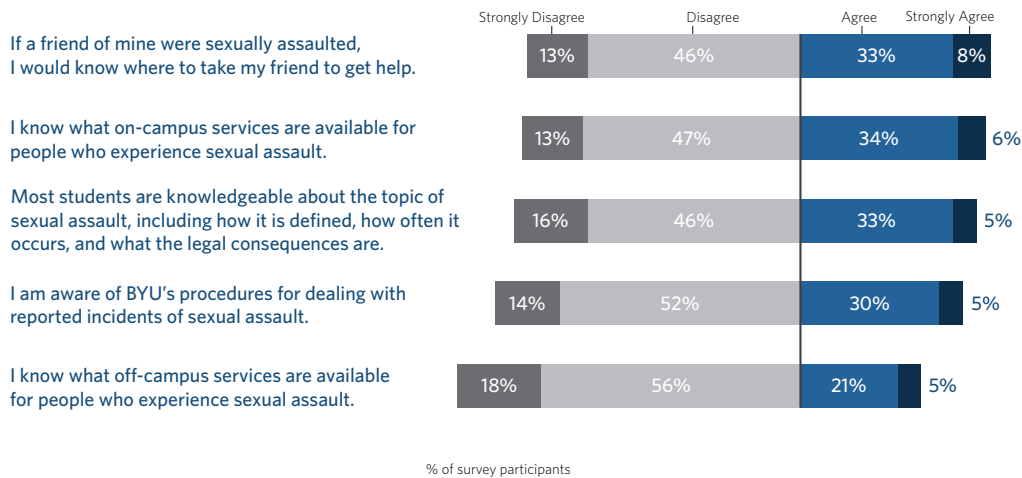 Strongly Disagree Disagree Agree Strongly Agree
If a friend of mine were sexually assaulted,
I would know where to take my friend to get help.
13% 46% 33% 8%
I know what on-campus services are available for
people who experience sexual assault.
13% 47% 34% 6%
Most students are knowledgeable about the topic of
sexual assault, including how it is defined, how often it
occurs, and what the legal consequences are.
16% 46% 33% 5%
I am aware of BYU’s procedures for dealing with
reported incidents of sexual assault.
14% 52% 30% 5%
I know what off-campus services are available
for people who experience sexual assault.
18% 56% 21% 5%
% of survey participants